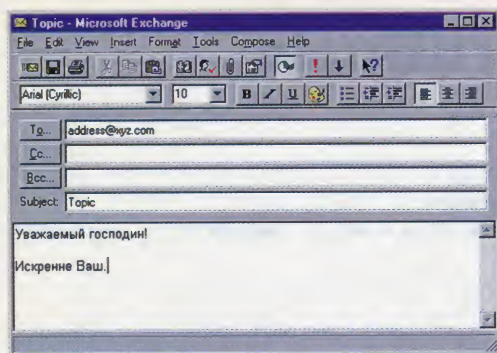 Topic - Microsoft Exchange
File Edit View Insert Format Tools Compose Help
Arial (Cyrillic) 10 B I U
To... address@xyz.com
Cc...
Bcc...
Subject: Topic
Уважаемый господин!
Искренне Ваш.